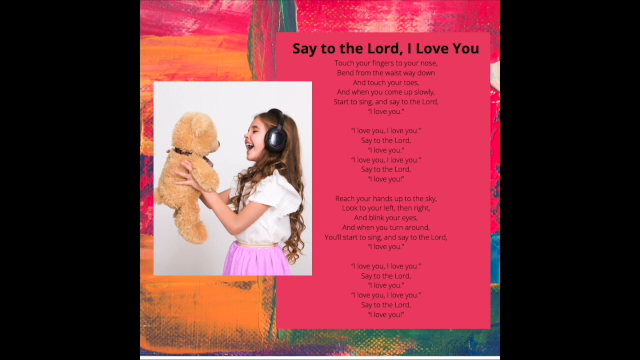 Say to the Lord, I Love You
Touch your fingers to your nose,
Bend from the waist way down
And touch your toes,
And when you come up slowly,
Start to sing, and say to the Lord,
"I love you."
"I love you, I love you."
Say to the Lord,
"I love you."
"I love you, I love you."
Say to the Lord,
"I love you!"
Reach your hands up to the sky,
Look to your left, then right,
And blink your eyes,
And when you turn around,
You'll start to sing, and say to the Lord,
"I love you."
"I love you, I love you."
Say to the Lord,
"I love you."
"I love you, I love you."
Say to the Lord,
"I love you!"